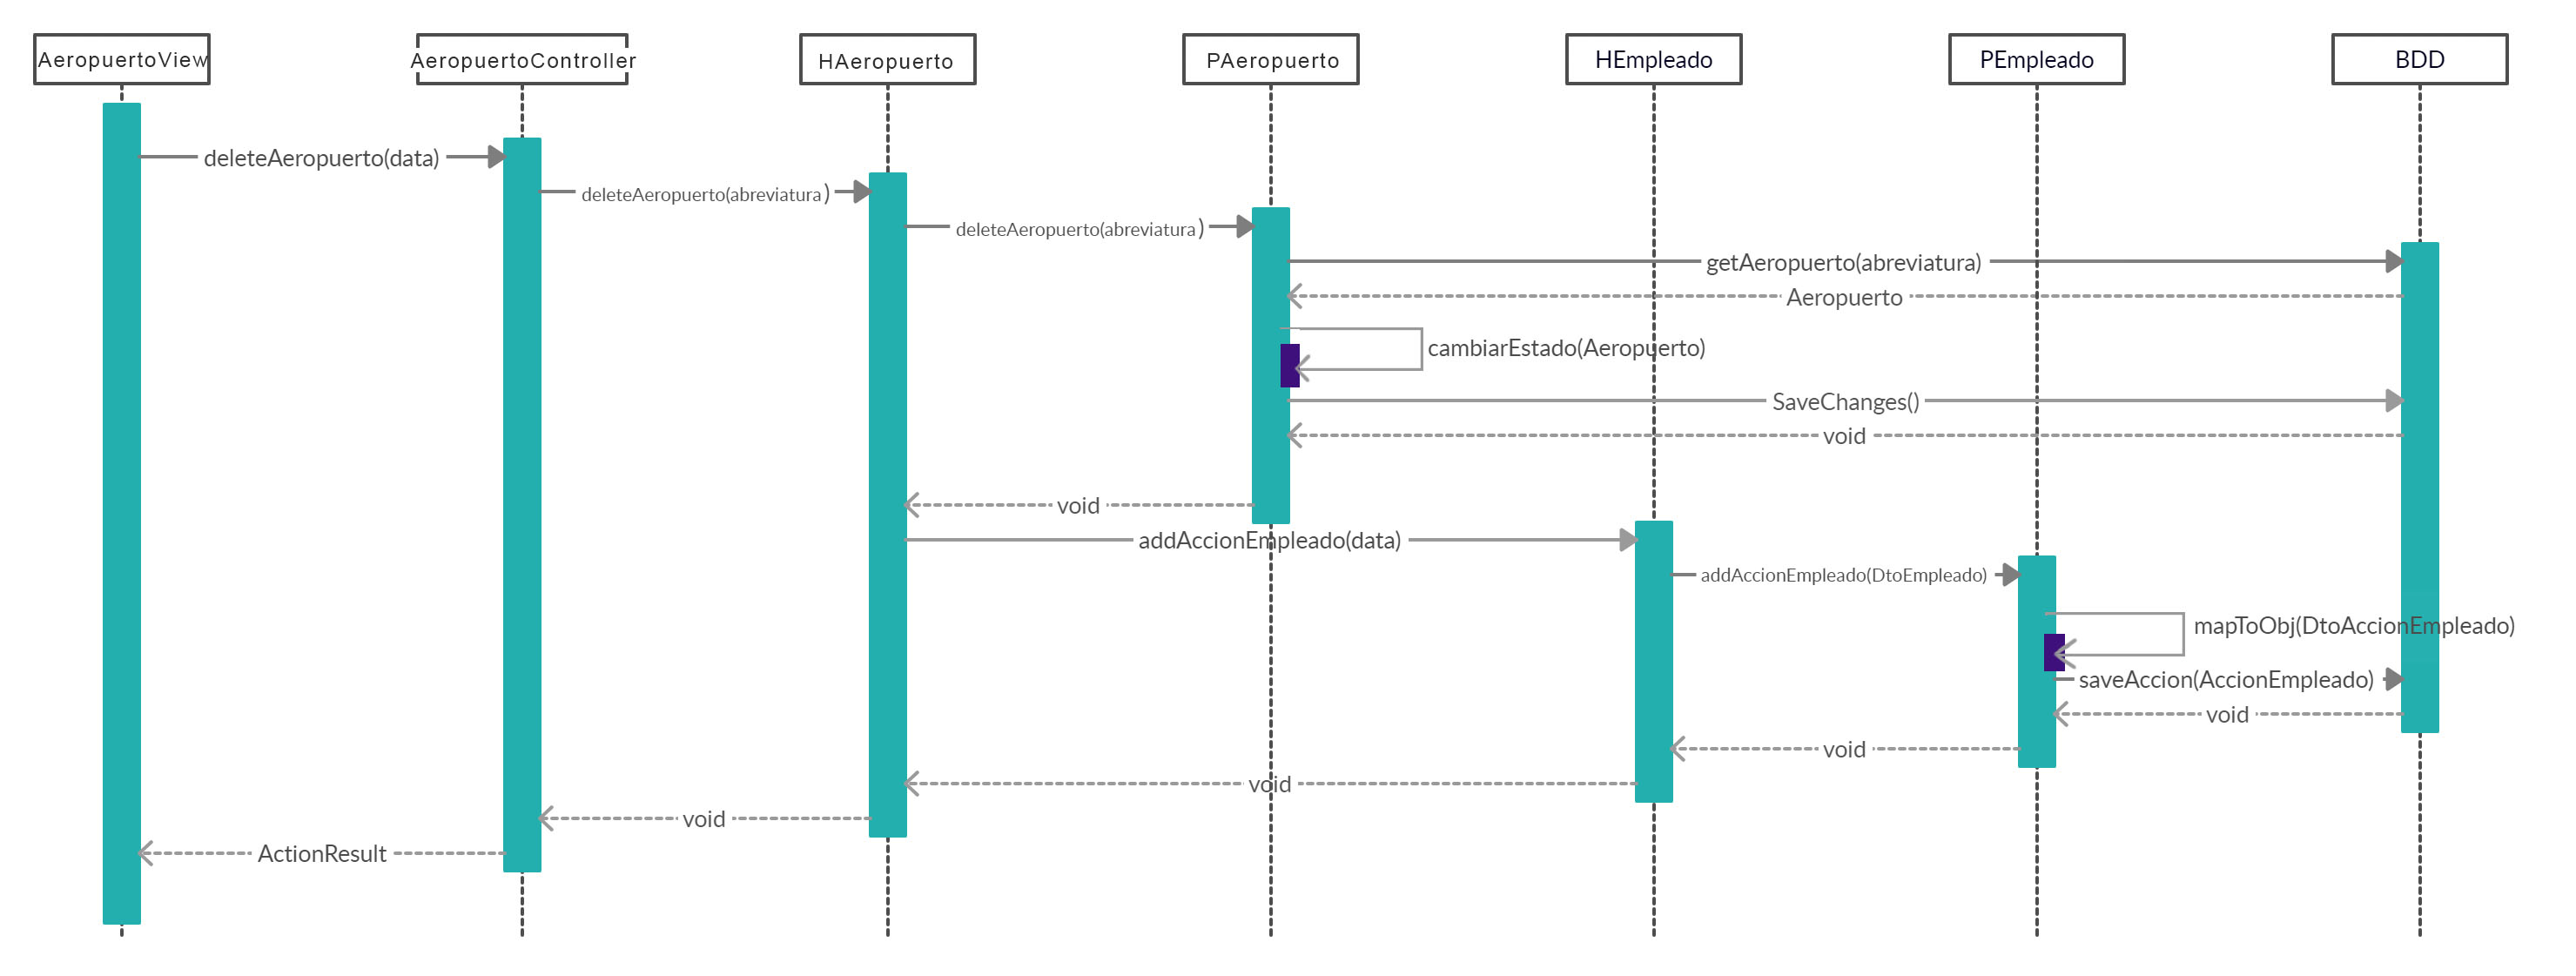 AeropuertoView
AeropuertoController
HAeropuerto
PAeropuerto
HEmpleado
PEmpleado
BDD
deleteAeropuerto(data)
deleteAeropuerto(abreviatura)
deleteAeropuerto(abreviatura)
getAeropuerto(abreviatura)
Aeropuerto
cambiarEstado(Aeropuerto)
SaveChanges()
void
void
addAccionEmpleado(data)
addAccionEmpleado(DtoEmpleado)
mapToObj(DtoAccionEmpleado)
saveAccion(AccionEmpleado)
void
void
void
void
ActionResult